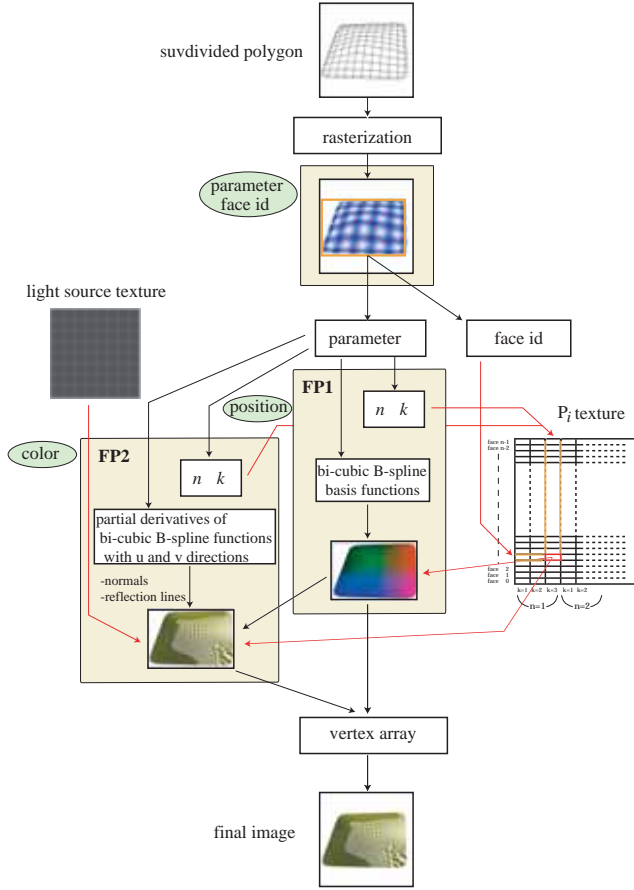 suvdivided polygon
rasterization
parameter
face id
light source texture
parameter
face id
FP1
n k
position
P_i texture
color
FP2
n k
bi-cubic B-spline
basis functions
partial derivatives of
bi-cubic B-spline functions
with u and v directions
-normals
-reflection lines
face n-1
face n-2
face 2
face 1
face 0
k=1 k=2 k=3 k=1 k=2
n=1 n=2
vertex array
final image